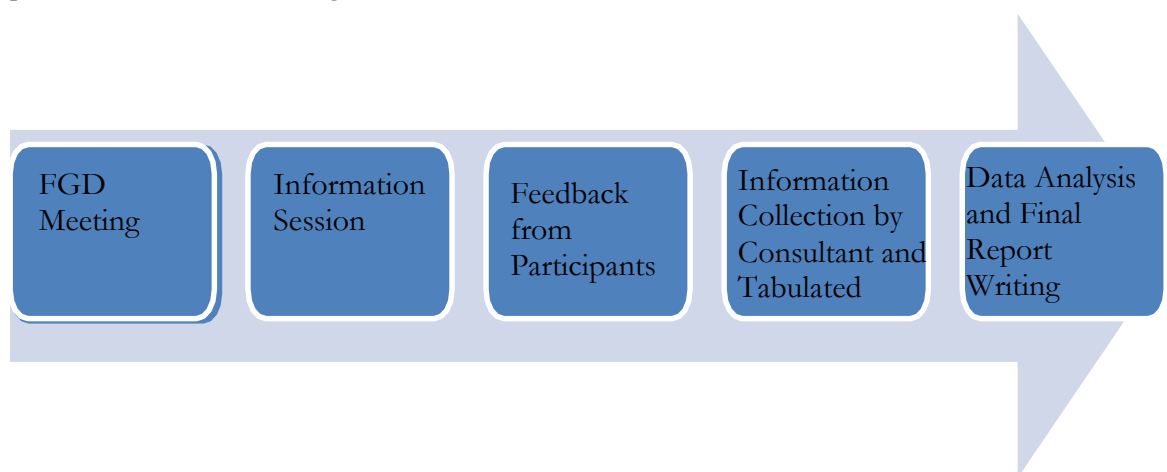 FGD
Meeting
Information
Session
Feedback
from
Participants
Information
Collection by
Consultant and
Tabulated
Data Analysis
and Final
Report
Writing